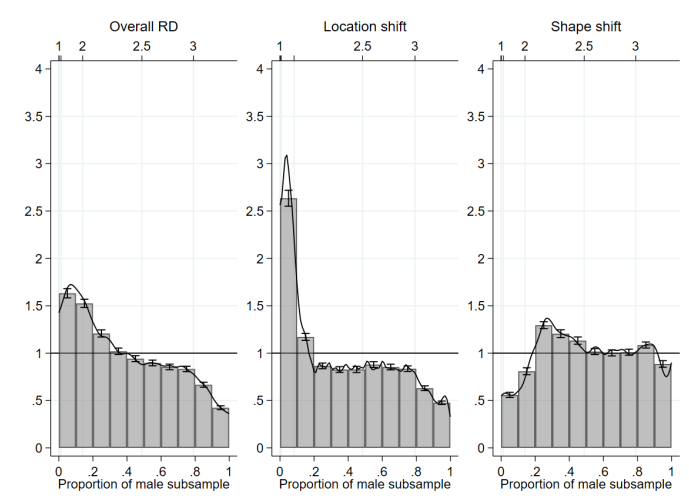 Overall RD Location shift Shape shift
1 2 2.5 3 1 2.5 3 1 2 2.5 3
4 4 4
3.5 3.5 3.5
3 3 3
2.5 2.5 2.5
2 2 2
1.5 1.5 1.5
1 1 1
.5 .5 .5
0 0 0
0 .2 .4 .6 .8 1 0 .2 .4 .6 .8 1 0 .2 .4 .6 .8 1
Proportion of male subsample Proportion of male subsample Proportion of male subsample